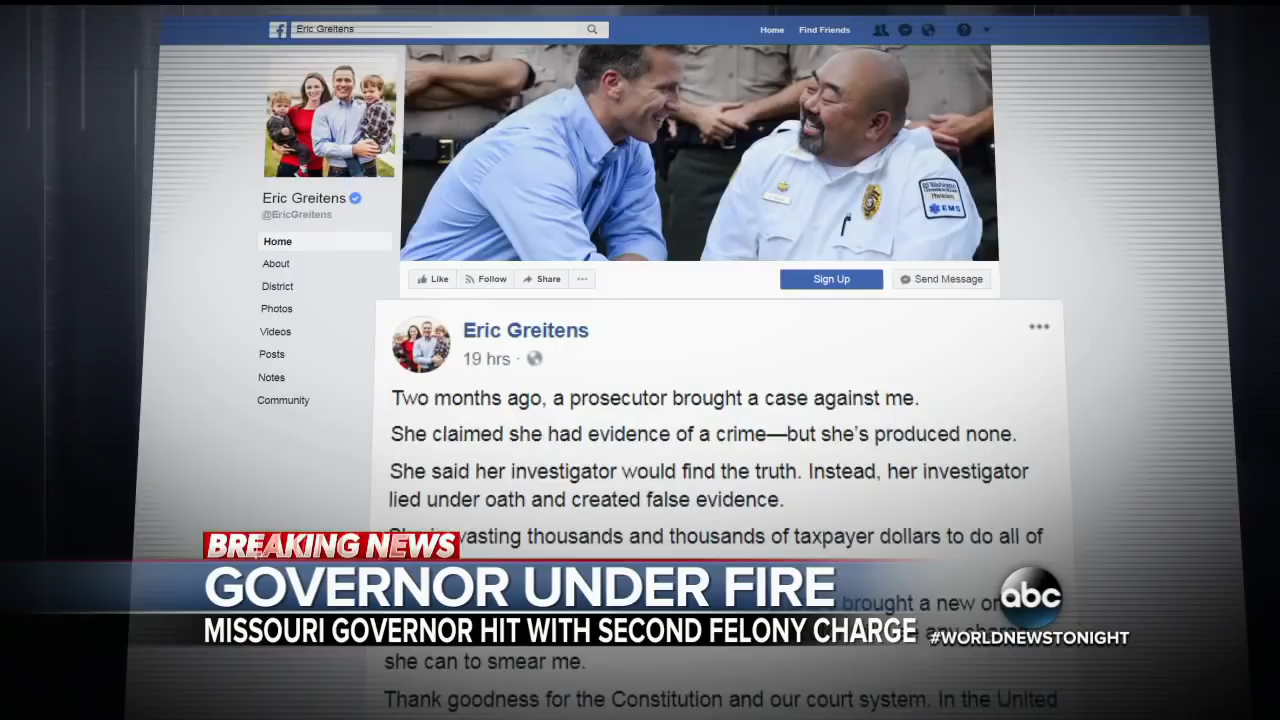 Eric Greitens
Home
Find Friends
Eric Greitens
@EricGreitens
Home
About
District
Photos
Videos
Posts
Notes
Community
Washington
Physician
EMS
Like
Follow
Share
Sign Up
Send Message
Eric Greitens
19 hrs
Two months ago, a prosecutor brought a case against me.
She claimed she had evidence of a crime—but she's produced none.
She said her investigator would find the truth. Instead, her investigator
lied under oath and created false evidence.
thousands and thousands of taxpayer dollars to do all of
brought a new
she can to smear me.
Thank goodness for the Constitution and our court system. In the United
BREAKING NEWS
GOVERNOR UNDER FIRE
MISSOURI GOVERNOR HIT WITH SECOND FELONY CHARGE
abc
#WORLDNEWSTONIGHT